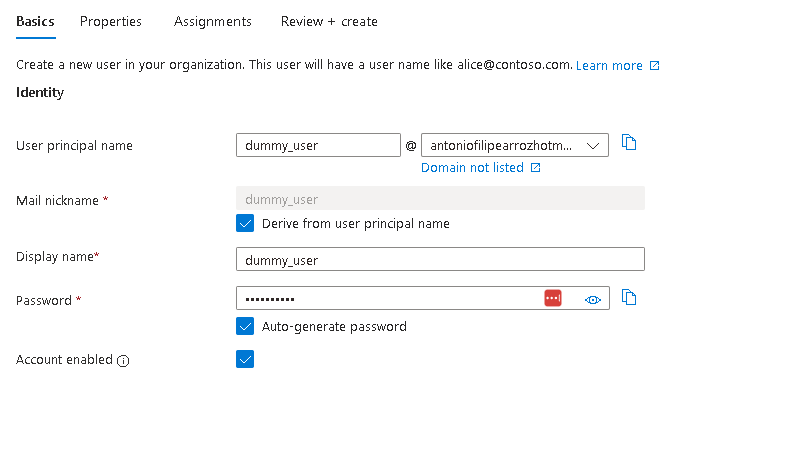 Basics Properties Assignments Review + create
Create a new user in your organization. This user will have a user name like alice@contoso.com. Learn more
Identity
User principal name dummy_user @ antoniofilipearrozhotm...
Domain not listed
Mail nickname * dummy_user
Derive from user principal name
Display name* dummy_user
Password * ••••••••••
Auto-generate password
Account enabled